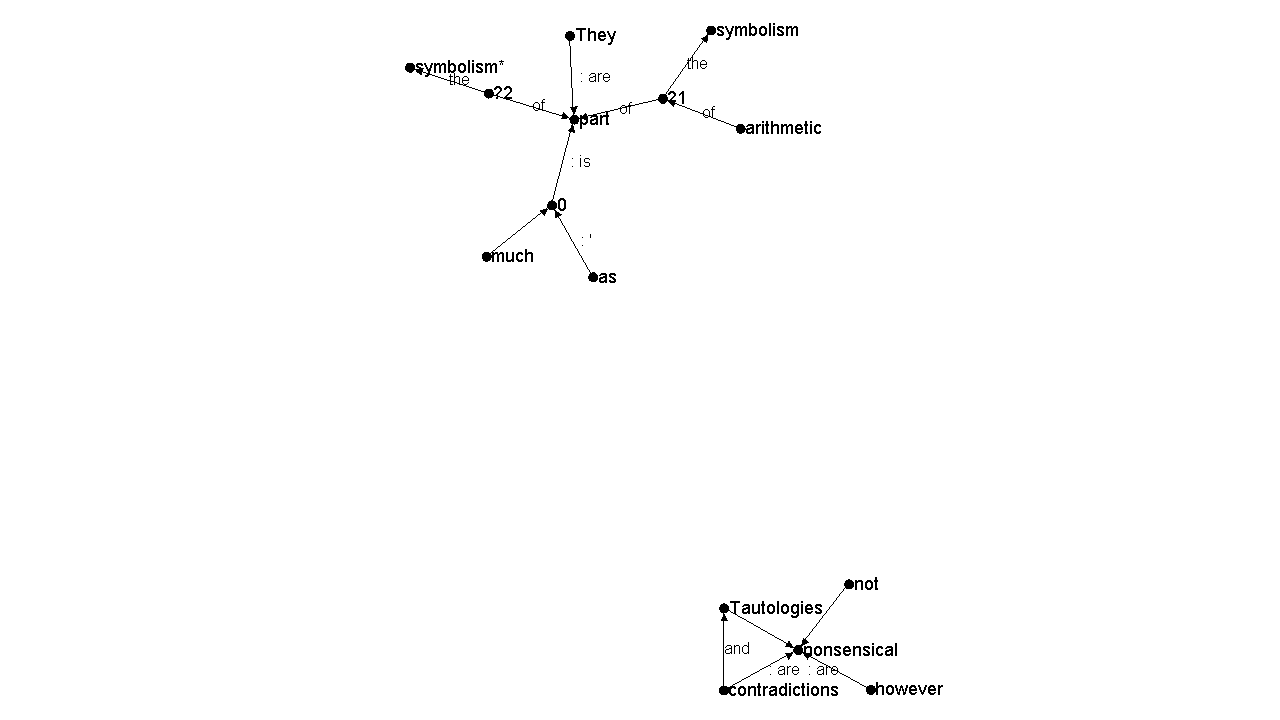 symbolism
They
symbolism*
the
: are
the
?2
21
of
of
of
part
arithmetic
: is
0
: '
much
as
not
Tautologies
and
nonsensical
: are
: are
contradictions
however